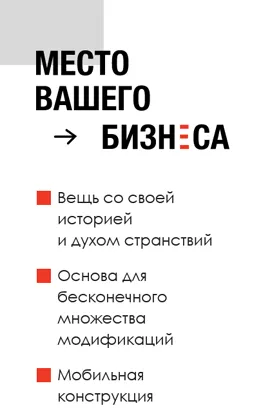 МЕСТО
ВАШЕГО
→ БИЗНЕСА
Вещь со своей
историей
и духом странствий
Основа для
бесконечного
множества
модификаций
Мобильная
конструкция